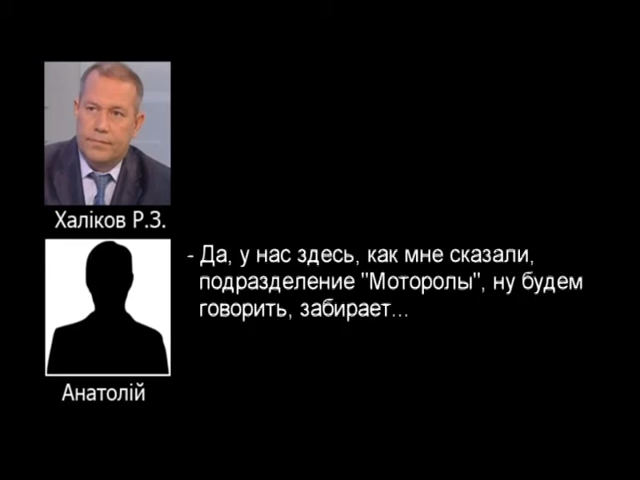 Халіков Р.З.
- Да, у нас здесь, как мне сказали,
подразделение "Моторолы", ну будем
говорить, забирает...
Анатолій